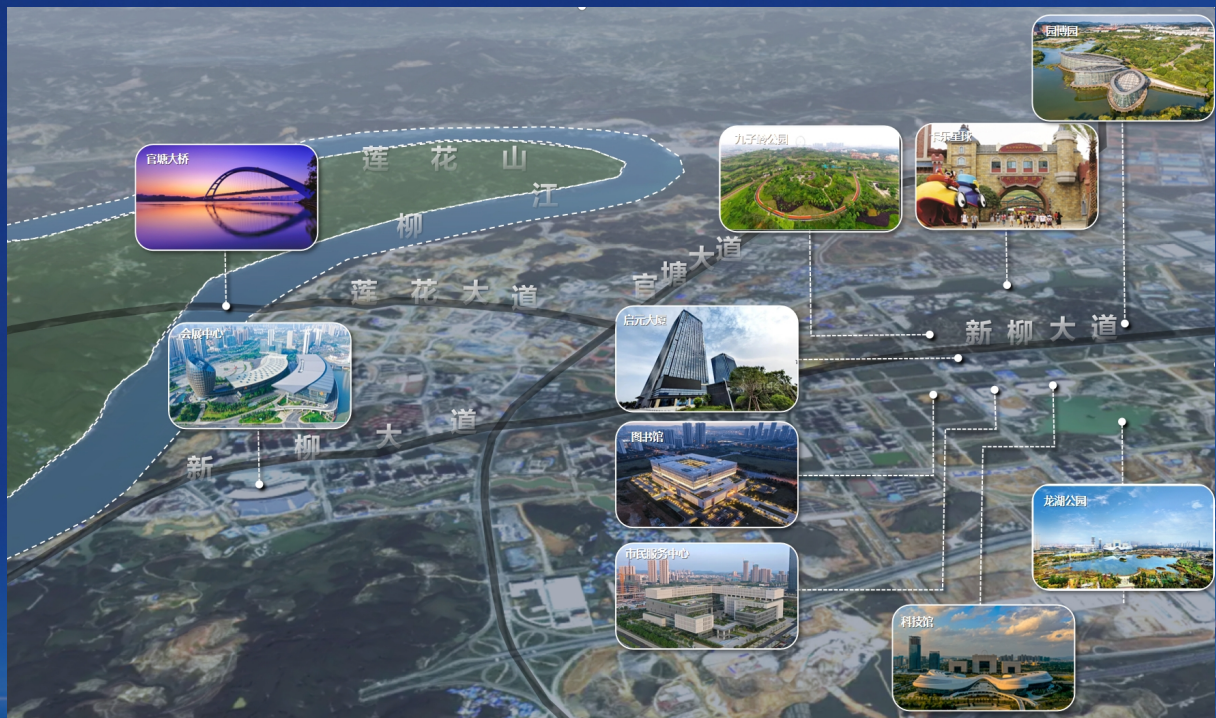 园博园
九子岭公园
卡乐星球
官塘大桥
莲花山
柳江
官塘大道
莲花大道
启元大厦
会展中心
新柳大道
新柳大道
图书馆
龙湖公园
市民服务中心
科技馆